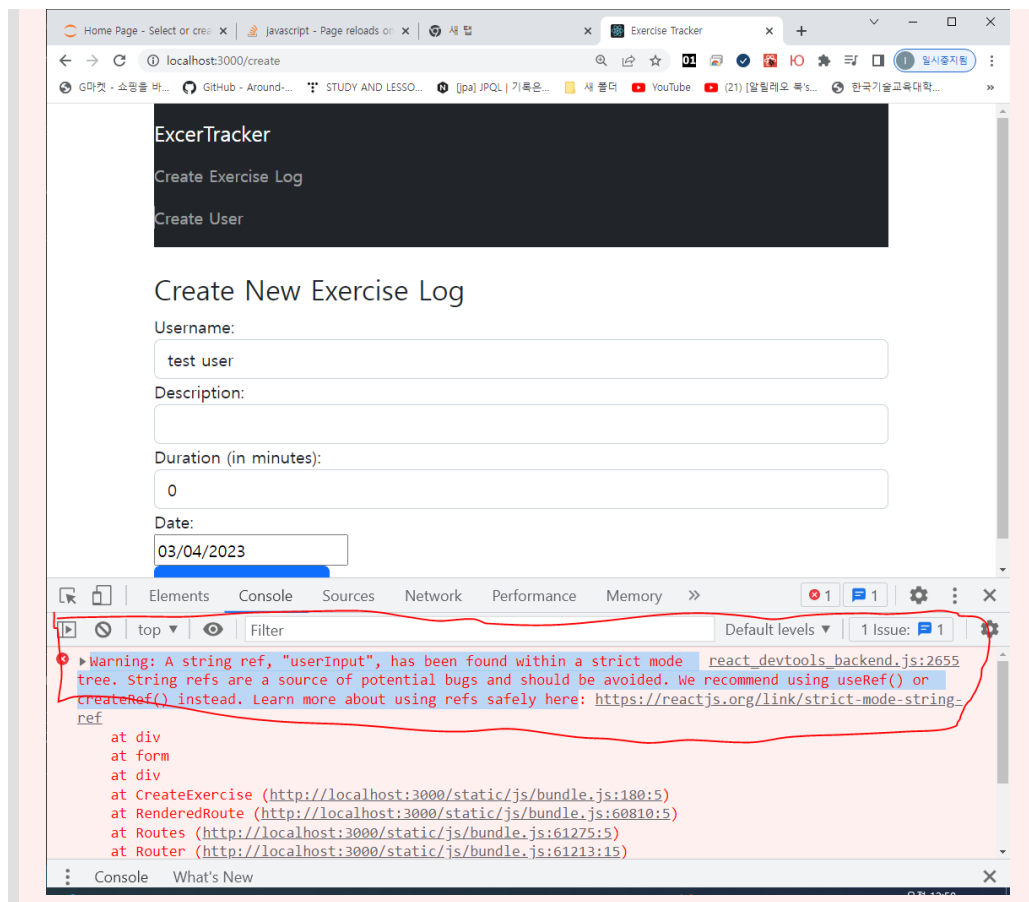 Home Page - Select or crea
javascript - Page reloads on
새 탭
Exercise Tracker
localhost:3000/create
01
일시중지됨
G마켓 - 쇼핑을 바...
GitHub - Around-...
STUDY AND LESSO...
[jpa] JPQL | 기록은...
새 폴더
YouTube
(21) [알릴레오 북's...
한국기술교육대학...
ExcerTracker
Create Exercise Log
Create User
Create New Exercise Log
Username:
test user
Description:
Duration (in minutes):
0
Date:
03/04/2023
Elements Console Sources Network Performance Memory 1 1
top Filter Default levels 1 Issue: 1
Warning: A string ref, "userInput", has been found within a strict mode react_devtools_backend.js:2655
tree. String refs are a source of potential bugs and should be avoided. We recommend using useRef() or
createRef() instead. Learn more about using refs safely here: https://reactjs.org/link/strict-mode-string-
ref
at div
at form
at div
at CreateExercise (http://localhost:3000/static/js/bundle.js:180:5)
at RenderedRoute (http://localhost:3000/static/js/bundle.js:60810:5)
at Routes (http://localhost:3000/static/js/bundle.js:61275:5)
at Router (http://localhost:3000/static/js/bundle.js:61213:15)
Console What's New